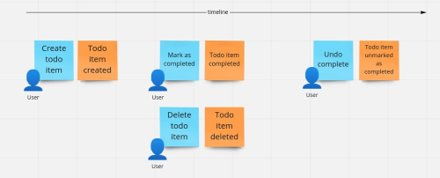 timeline
Create
todo
item
Todo
item
created
User
Mark as
completed
Todo item
completed
User
Undo
complete
Todo item
unmarked
as
completed
User
Delete
todo
item
Todo
item
deleted
User